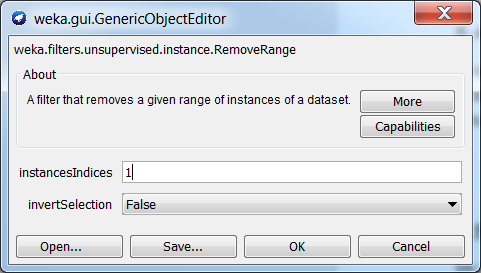 weka.gui.GenericObjectEditor
weka.filters.unsupervised.instance.RemoveRange
About
A filter that removes a given range of instances of a dataset.
More
Capabilities
instancesIndices 1
invertSelection False
Open... Save... OK Cancel